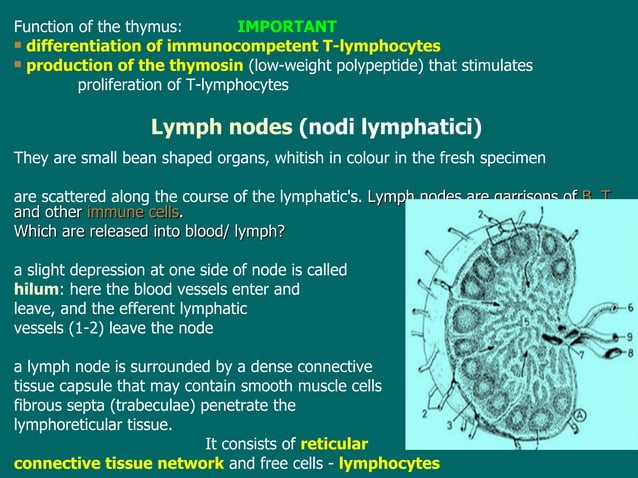 Function of the thymus: IMPORTANT
differentiation of immunocompetent T-lymphocytes
production of the thymosin (low-weight polypeptide) that stimulates
proliferation of T-lymphocytes
Lymph nodes (nodi lymphatici)
They are small bean shaped organs, whitish in colour in the fresh specimen
are scattered along the course of the lymphatic's. Lymph nodes are garrisons of B, T
and other immune cells.
Which are released into blood/ lymph?
a slight depression at one side of node is called
hilum: here the blood vessels enter and
leave, and the efferent lymphatic
vessels (1-2) leave the node
a lymph node is surrounded by a dense connective
tissue capsule that may contain smooth muscle cells
fibrous septa (trabeculae) penetrate the
lymphoreticular tissue.
It consists of reticular
connective tissue network and free cells - lymphocytes
2 1
5
6
9
7 8
4
3 2 1 A